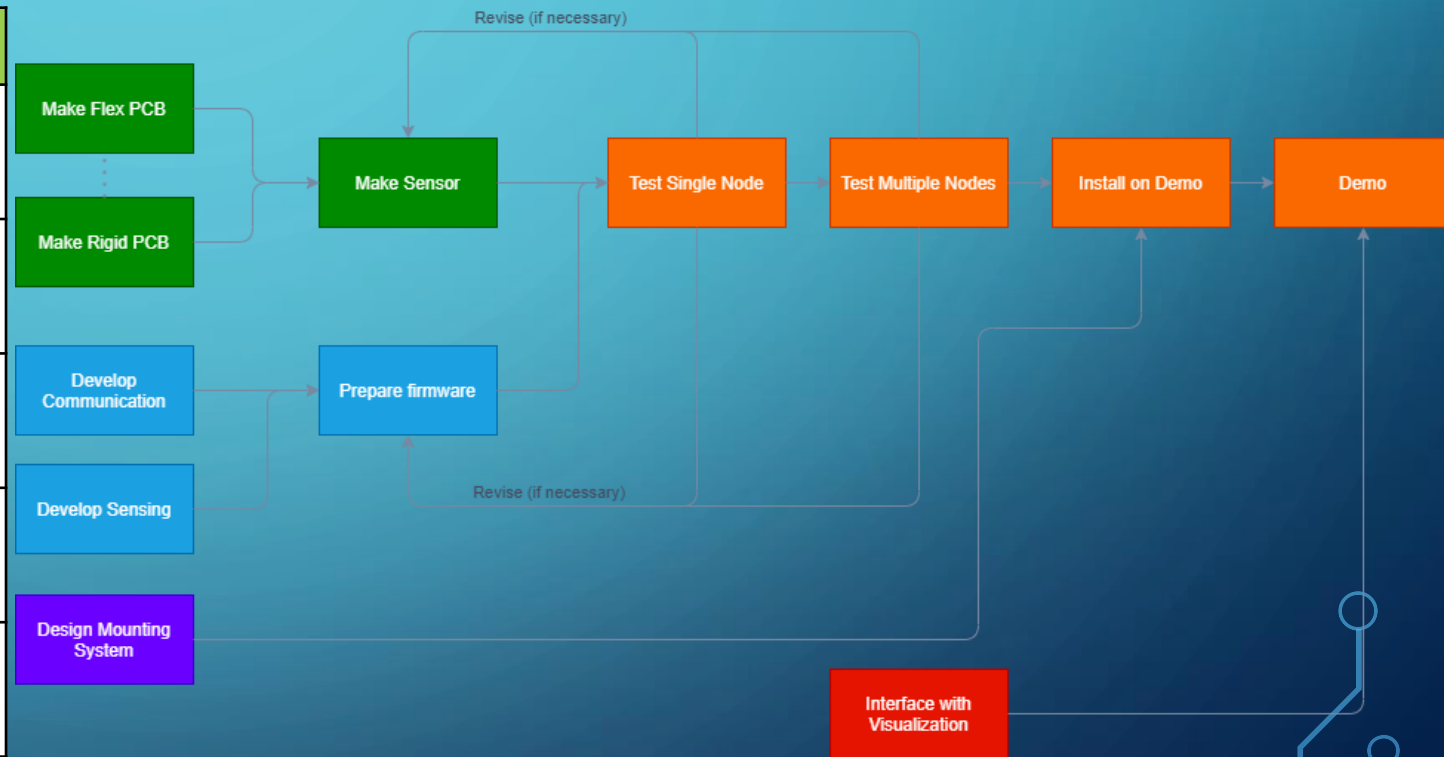 Revise (if necessary)
Make Flex PCB
Make Sensor
Test Single Node
Test Multiple Nodes
Install on Demo
Demo
Make Rigid PCB
Develop
Communication
Prepare firmware
Revise (if necessary)
Develop Sensing
Design Mounting
System
Interface with
Visualization